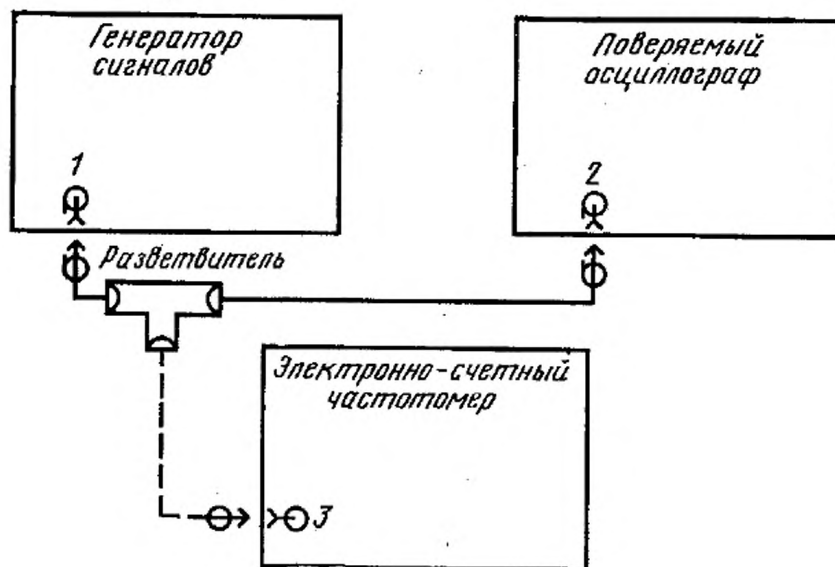 Генератор
сигналов
Поверяемый
осциллограф
1
2
Разветвитель
Электронно-счетный
частотомер
3